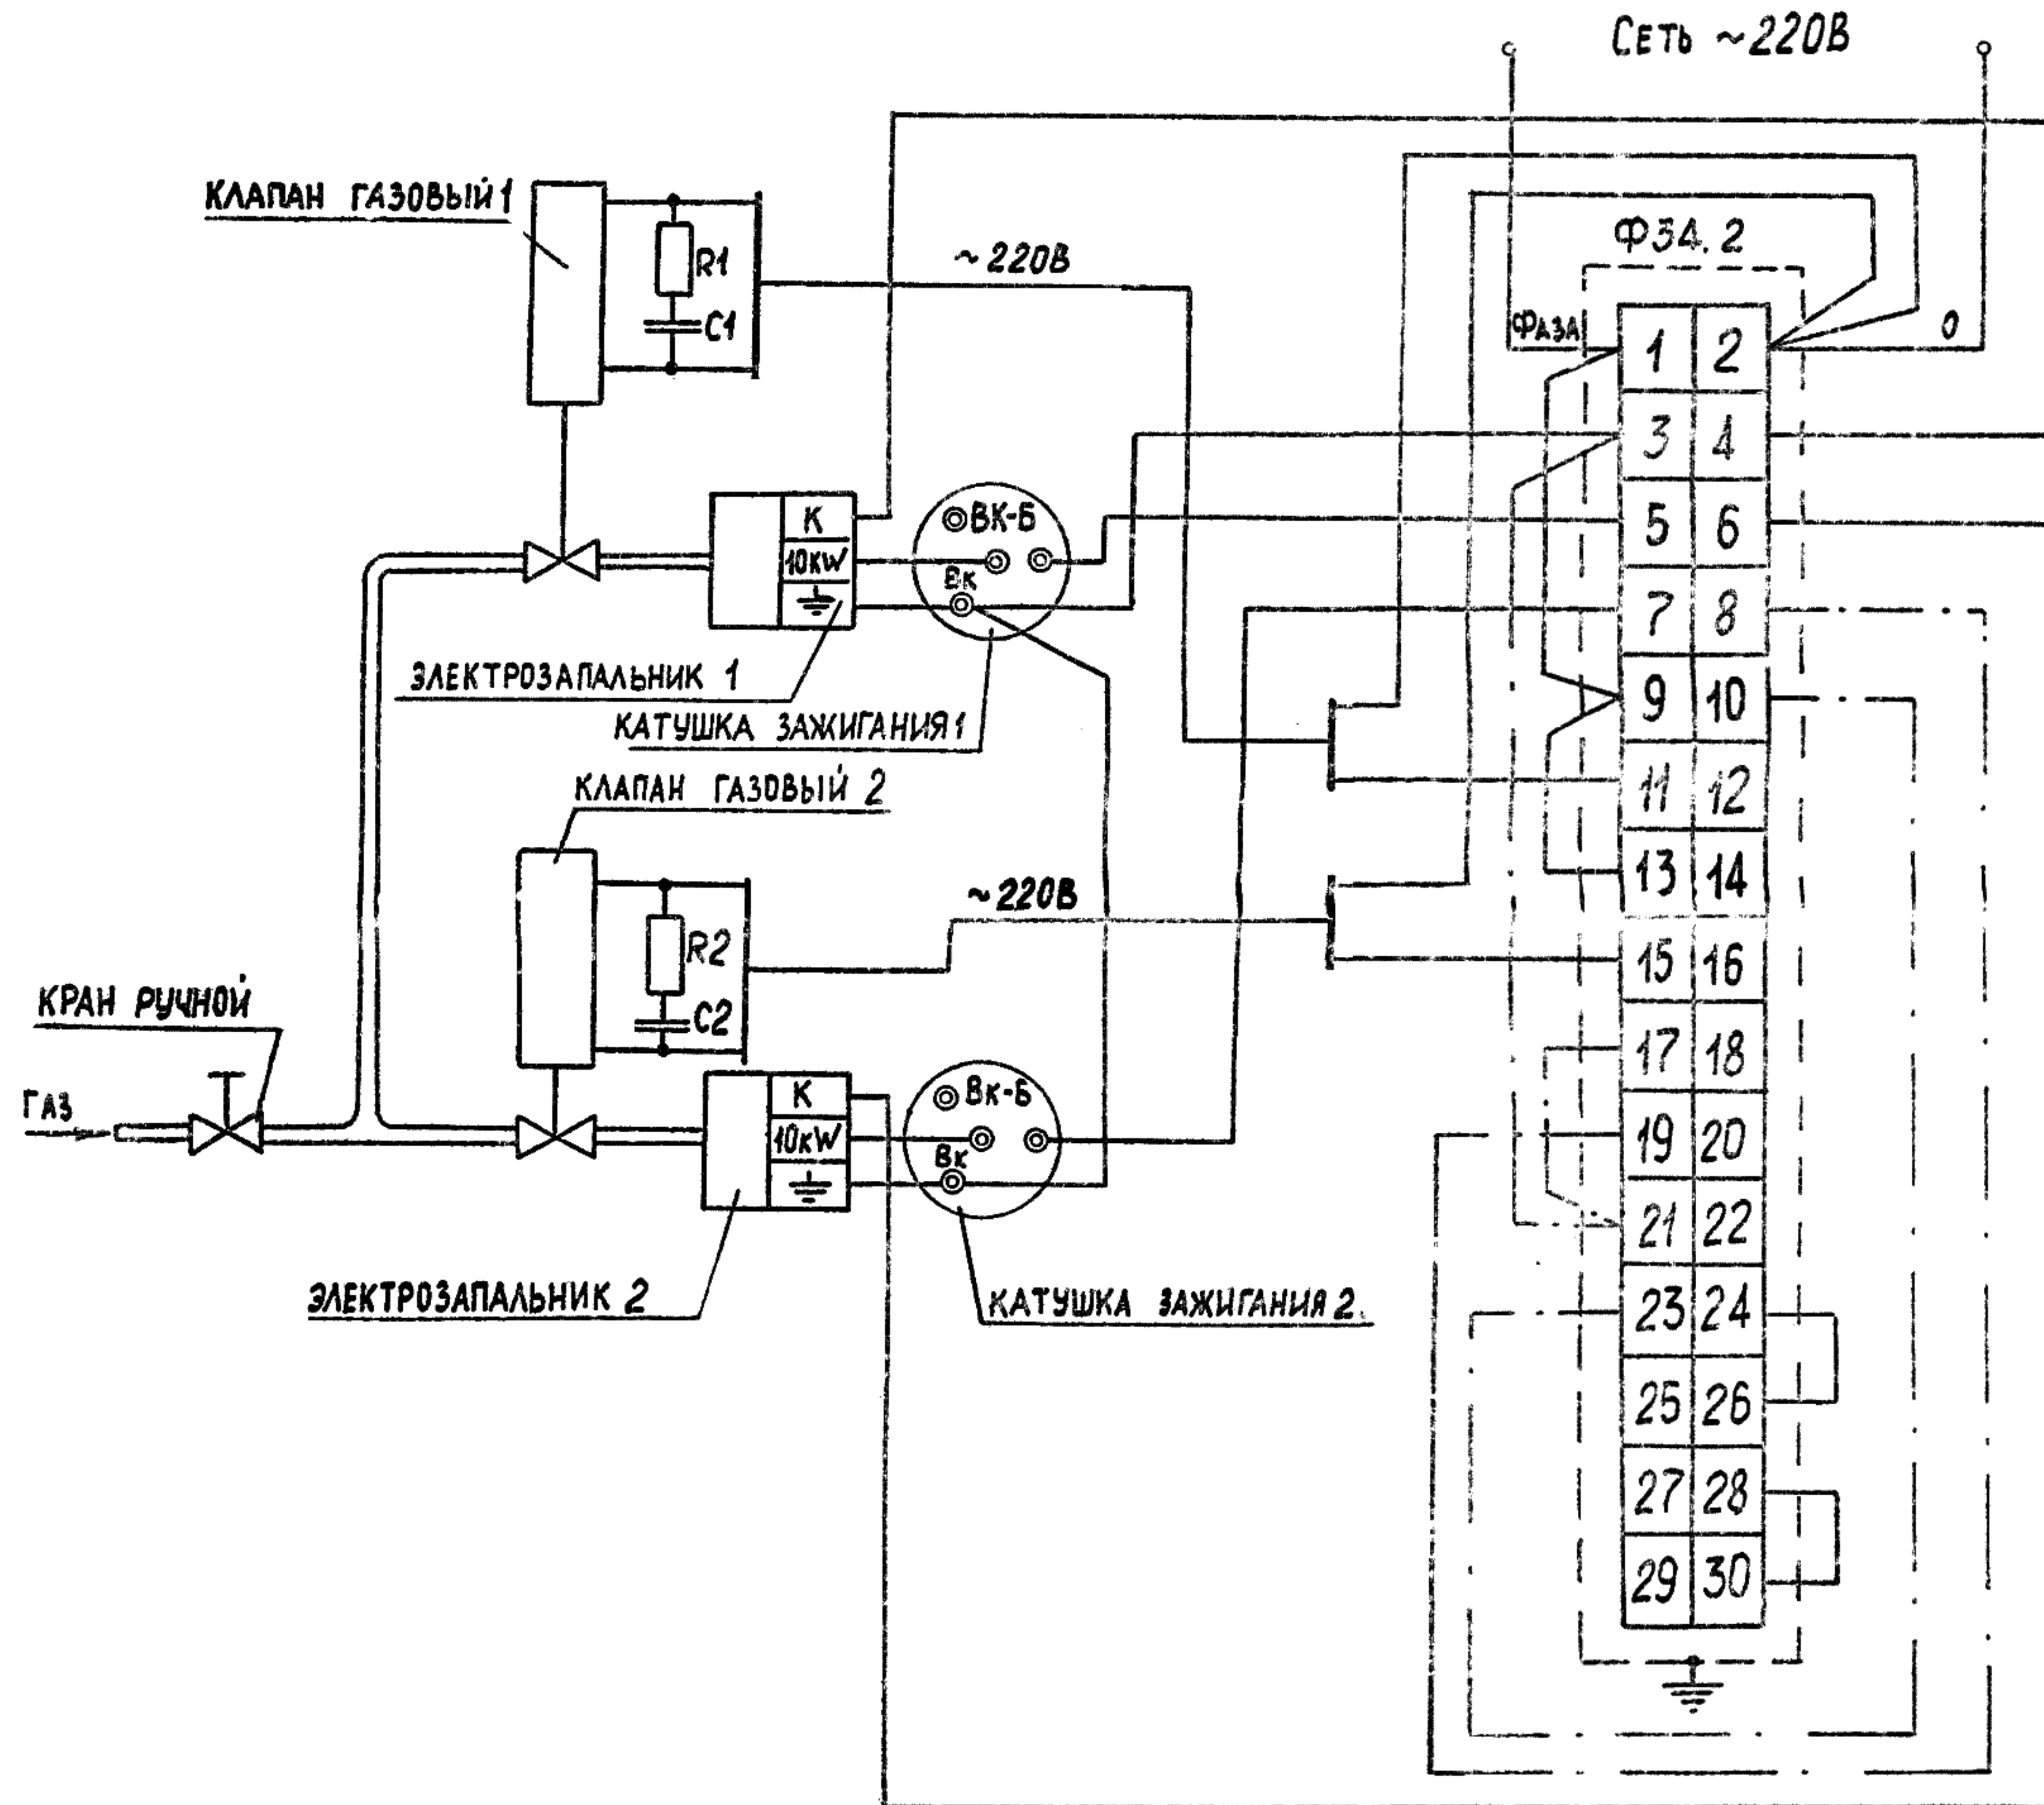 Сеть ~220В
КЛАПАН ГАЗОВЫЙ 1
R1
C1
~220В
ФЗ4.2
ФАЗА
0
1 2
3 4
5 6
7 8
9 10
11 12
13 14
15 16
17 18
19 20
21 22
23 24
25 26
27 28
29 30
К
10KW
ВК-Б
Вк
ЭЛЕКТРОЗАПАЛЬНИК 1
КАТУШКА ЗАЖИГАНИЯ 1
КЛАПАН ГАЗОВЫЙ 2
R2
C2
~220В
КРАН РУЧНОЙ
ГАЗ
К
10KW
Вк-Б
Вк
ЭЛЕКТРОЗАПАЛЬНИК 2
КАТУШКА ЗАЖИГАНИЯ 2.